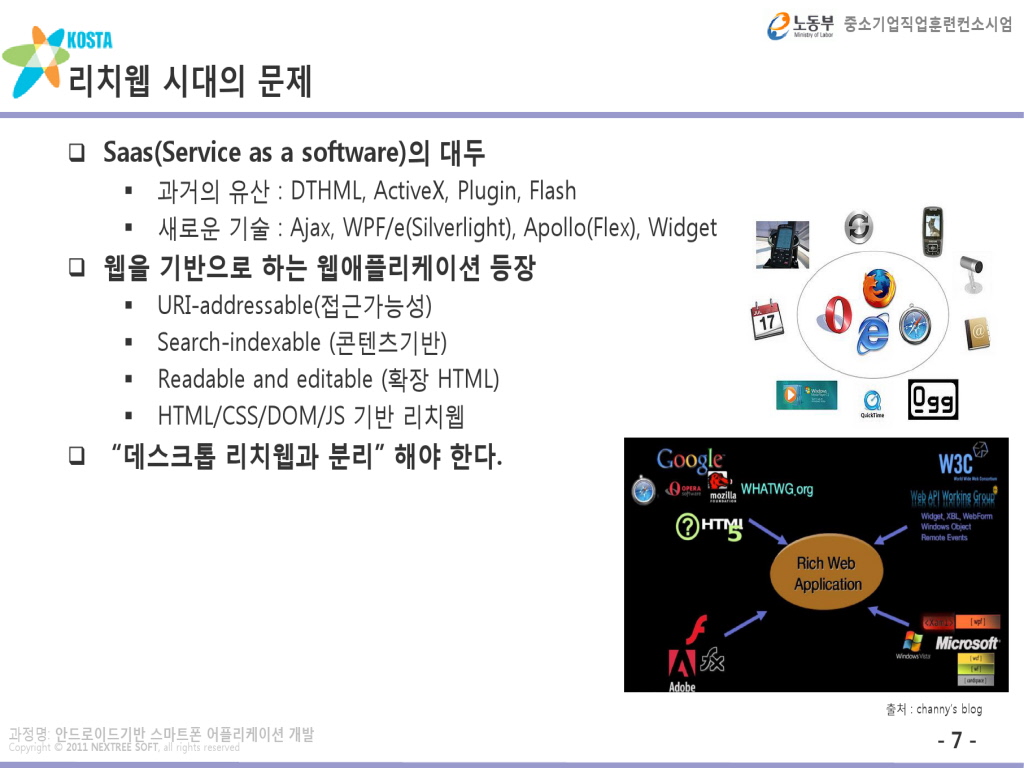 노동부
Ministry of Labor
중소기업직업훈련컨소시엄
KOSTA
리치웹 시대의 문제
❑ Saas(Service as a software)의 대두
▪ 과거의 유산 : DTHML, ActiveX, Plugin, Flash
▪ 새로운 기술 : Ajax, WPF/e(Silverlight), Apollo(Flex), Widget
❑ 웹을 기반으로 하는 웹애플리케이션 등장
▪ URI-addressable(접근가능성)
▪ Search-indexable (콘텐츠기반)
▪ Readable and editable (확장 HTML)
▪ HTML/CSS/DOM/JS 기반 리치웹
❑ “데스크톱 리치웹과 분리” 해야 한다.
JUL
17
@
Windows
QuickTime
Ogg
Google
OPERA
software
mozilla
FOUNDATION
WHATWG.org
HTML
5
W3C
World Wide Web Consortium
Web API Working Group
Widget, XBL, WebForm
Windows Object
Remote Events
Rich Web
Application
Adobe
fx
Windows Vista
Microsoft
[ wpf ]
[ wcf ]
[ wf ]
[ cardspace ]
출처 : channy's blog
과정명: 안드로이드기반 스마트폰 어플리케이션 개발
Copyright © 2011 NEXTREE SOFT, all rights reserved
- 7 -